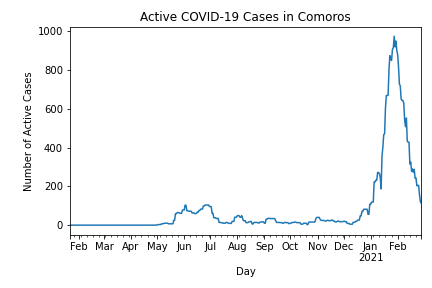 Active COVID-19 Cases in Comoros
Number of Active Cases
1000
800
600
400
200
0
Feb Mar Apr May Jun Jul Aug Sep Oct Nov Dec Jan Feb
2021
Day